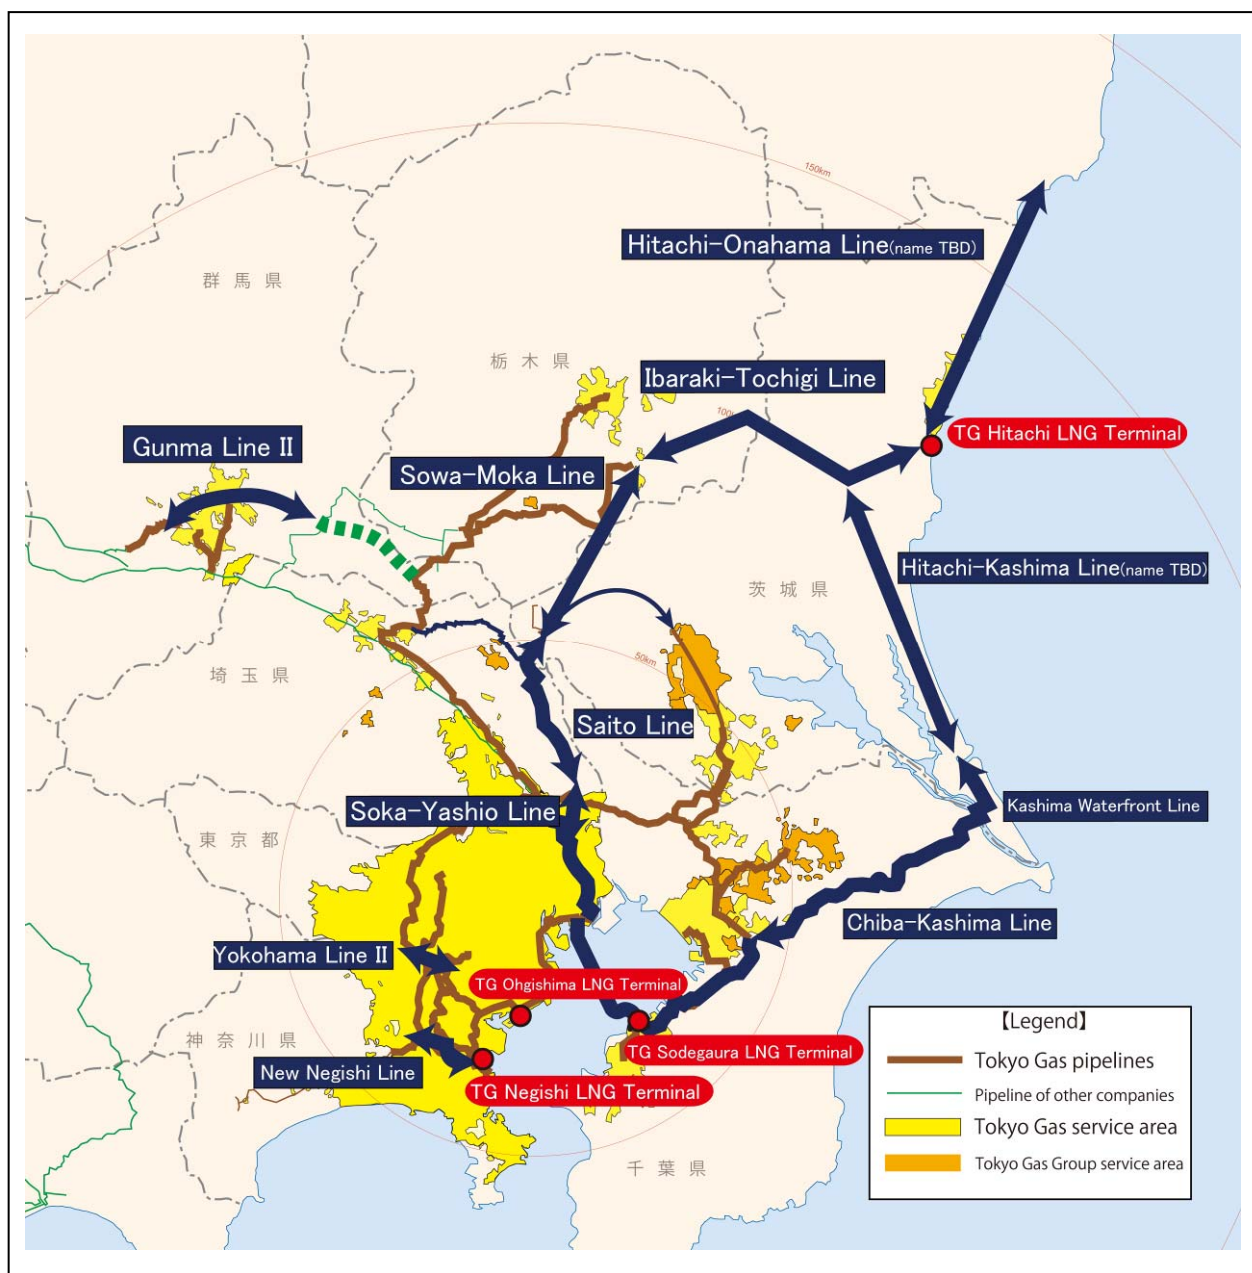 150km
Hitachi-Onahama Line(name TBD)
群馬県
栃木県
Ibaraki-Tochigi Line
Gunma Line II
TG Hitachi LNG Terminal
Sowa-Moka Line
Hitachi-Kashima Line(name TBD)
茨城県
50km
埼玉県
Saito Line
Soka-Yashio Line
Kashima Waterfront Line
東京都
Chiba-Kashima Line
Yokohama Line II
TG Ohgishima LNG Terminal
神奈川県
TG Sodegaura LNG Terminal
New Negishi Line
TG Negishi LNG Terminal
千葉県
【Legend】
Tokyo Gas pipelines
Pipeline of other companies
Tokyo Gas service area
Tokyo Gas Group service area